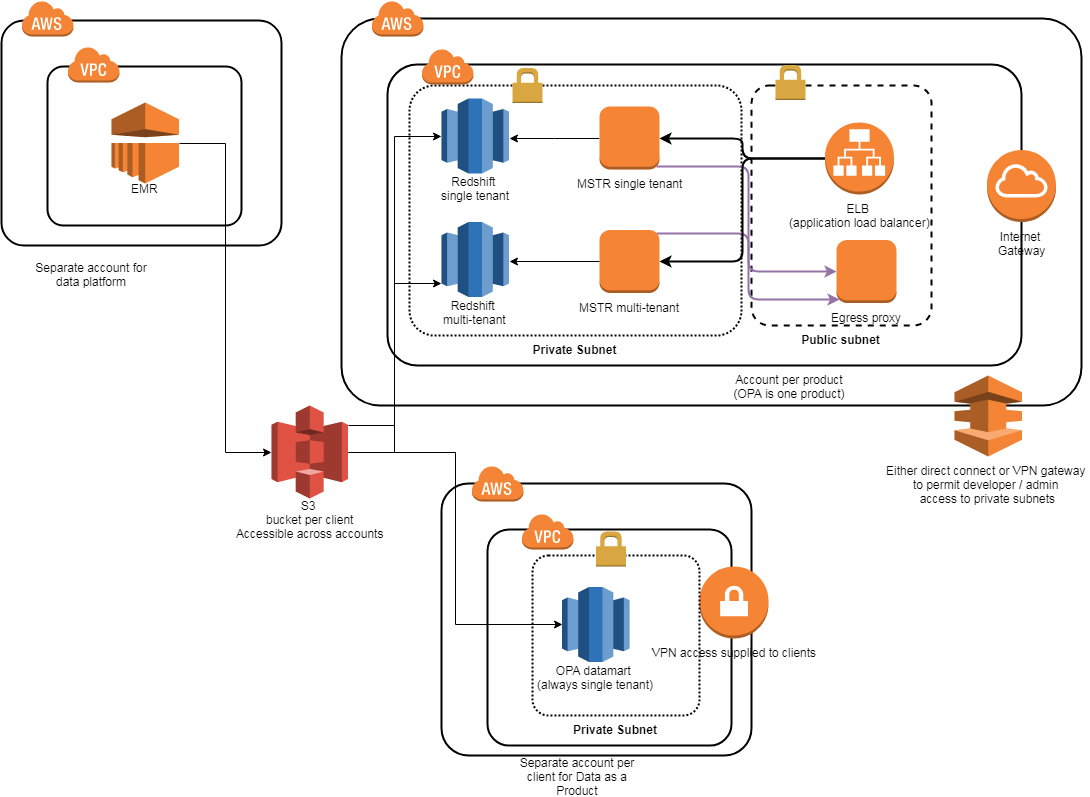 AWS
VPC
EMR
Separate account for
data platform
AWS
VPC
Redshift
single tenant
MSTR single tenant
ELB
(application load balancer)
Internet
Gateway
Redshift
multi-tenant
MSTR multi-tenant
Egress proxy
Public subnet
Private Subnet
Account per product
(OPA is one product)
Either direct connect or VPN gateway
to permit developer / admin
access to private subnets
S3
bucket per client
Accessible across accounts
AWS
VPC
OPA datamart
(always single tenant)
VPN access supplied to clients
Private Subnet
Separate account per
client for Data as a
Product